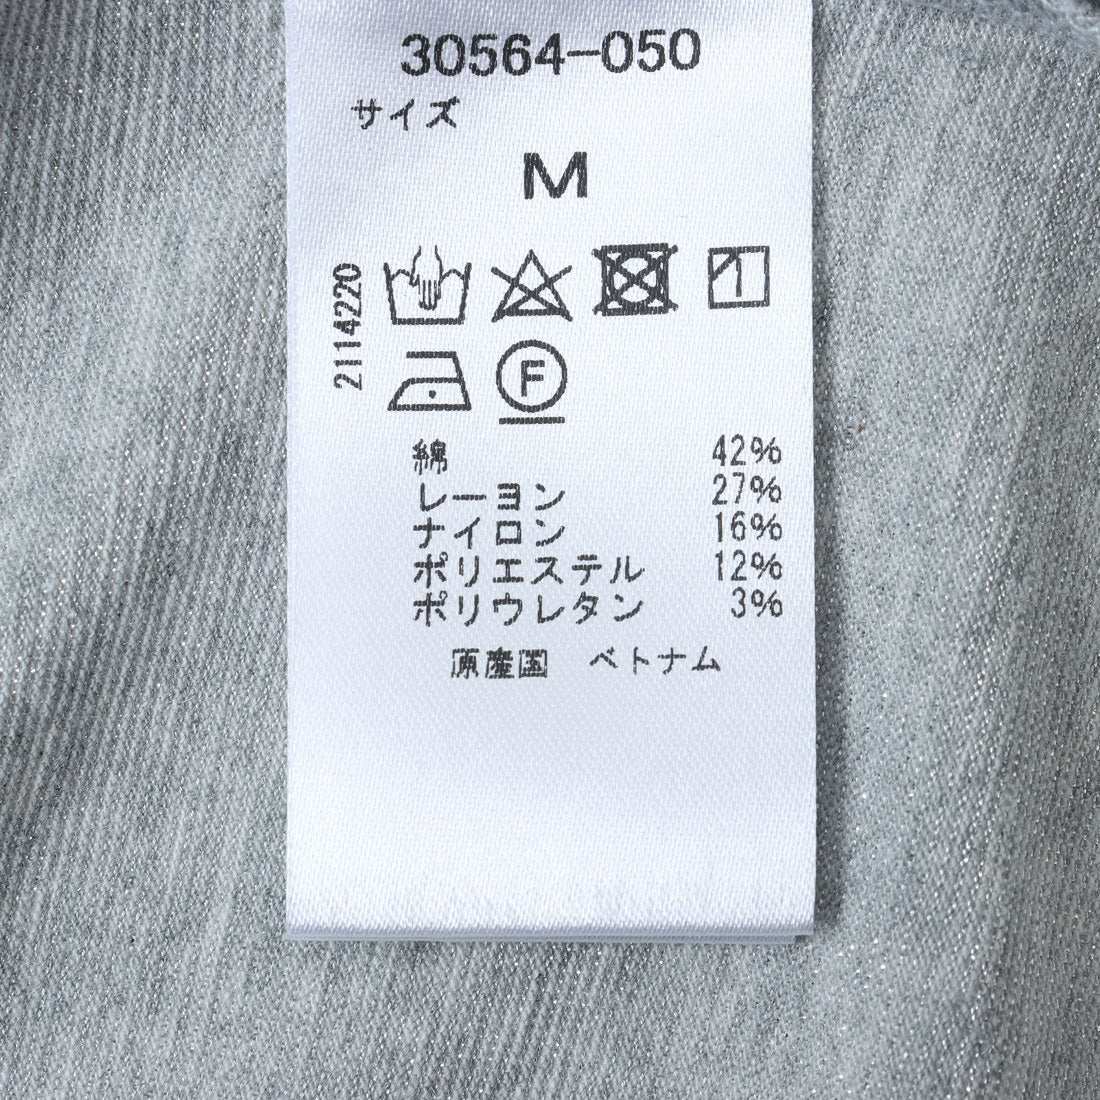 30564-050
サイズ
M
2114220
F
綿 42%
レーヨン 27%
ナイロン 16%
ポリエステル 12%
ポリウレタン 3%
原産国 ベトナム